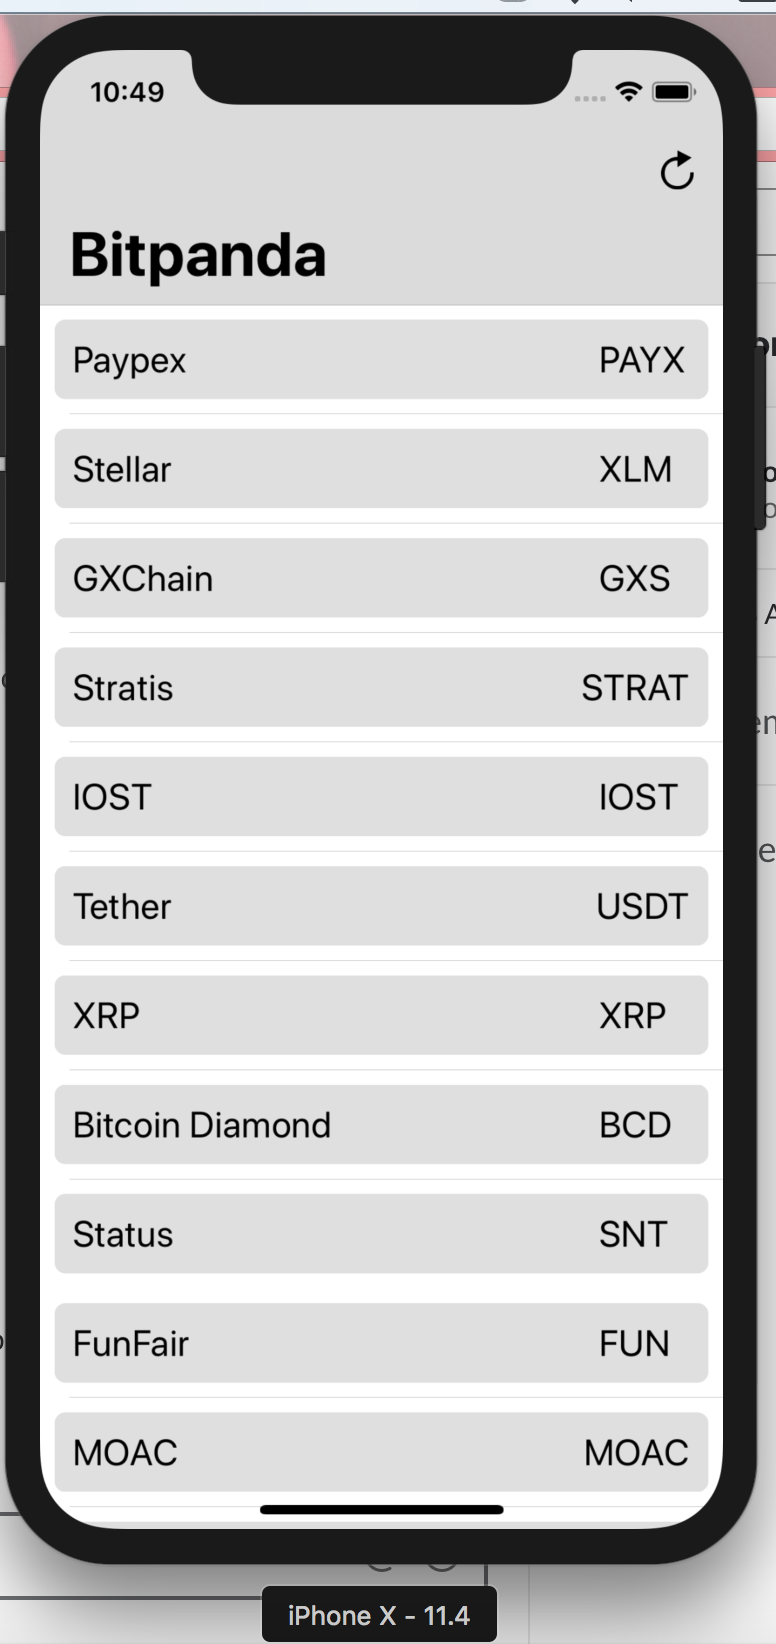 10:49
Bitpanda
Paypex PAYX
Stellar XLM
GXChain GXS
Stratis STRAT
IOST IOST
Tether USDT
XRP XRP
Bitcoin Diamond BCD
Status SNT
FunFair FUN
MOAC MOAC
iPhone X - 11.4